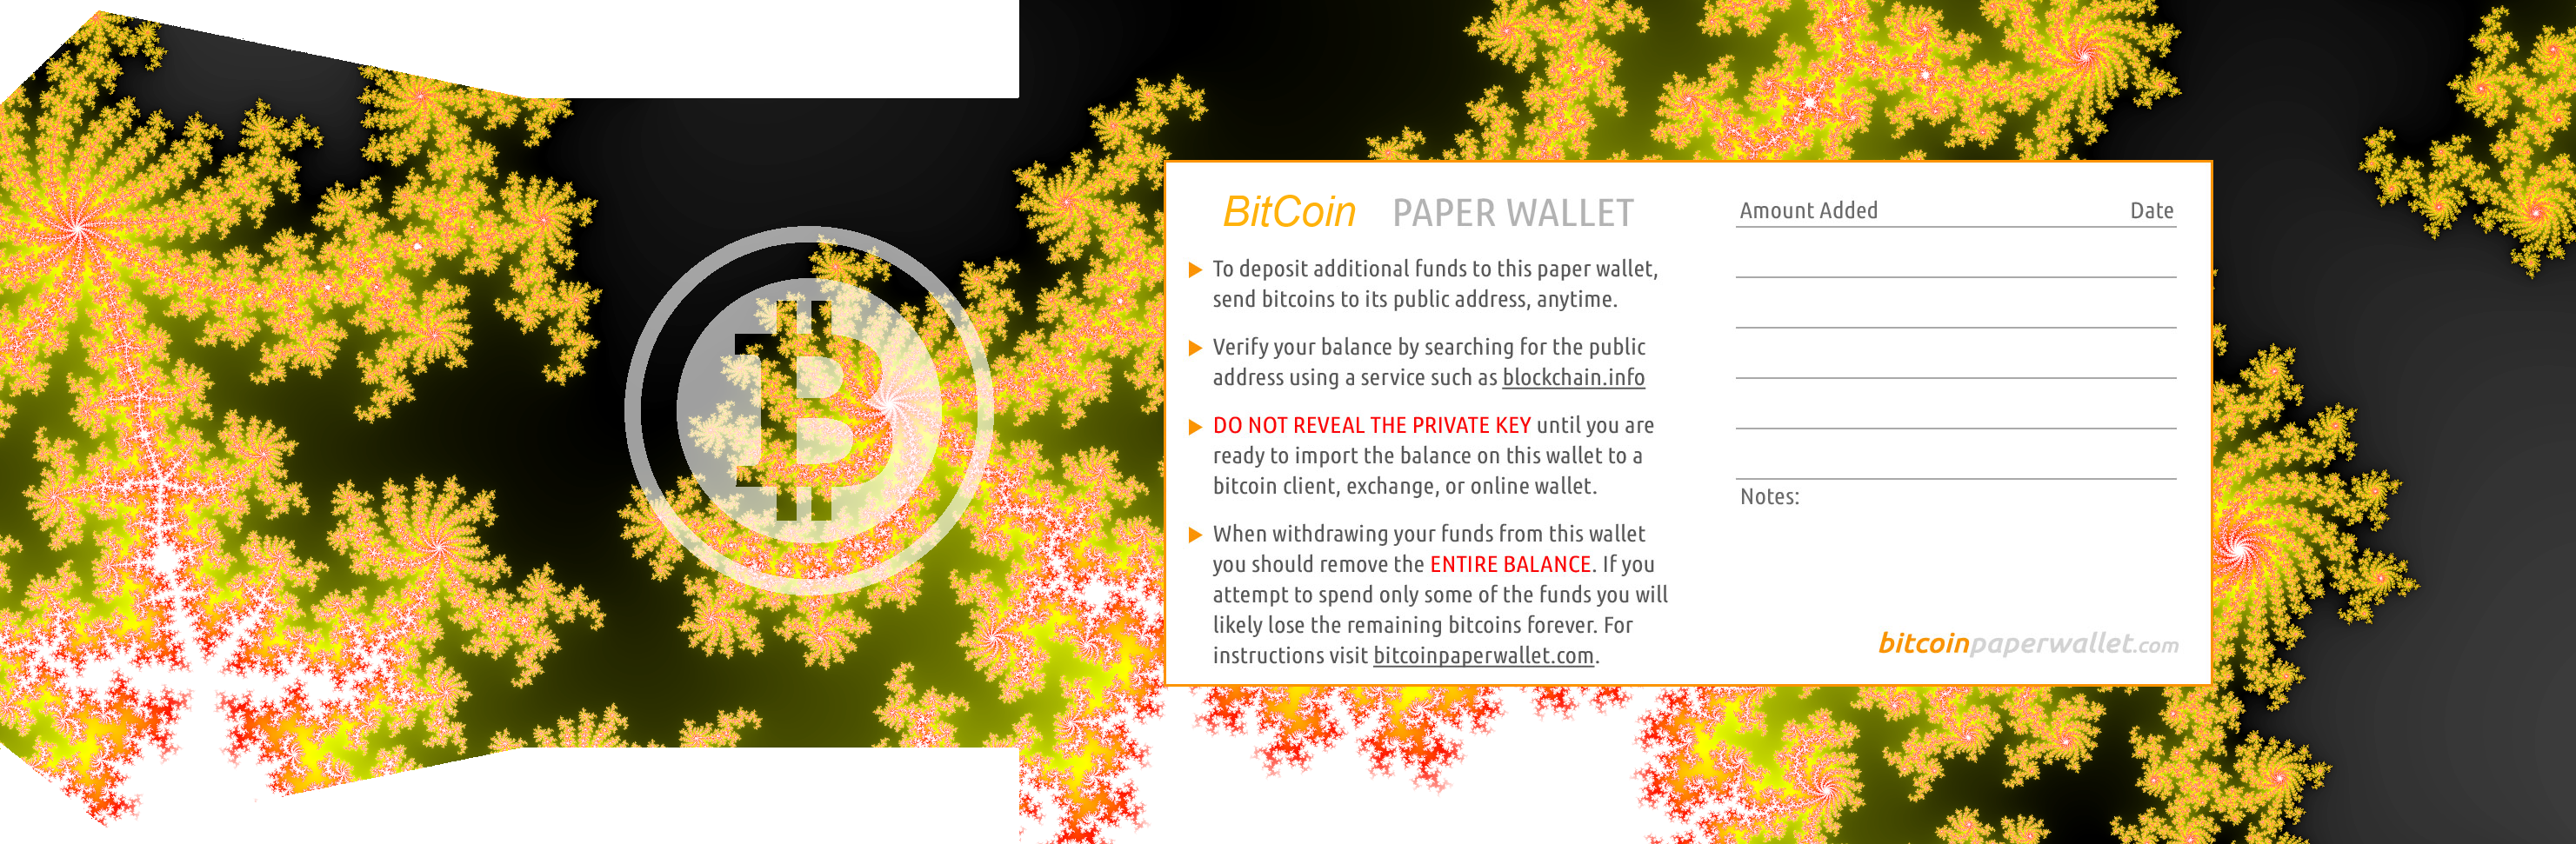 BitCoin PAPER WALLET
To deposit additional funds to this paper wallet,
send bitcoins to its public address, anytime.
Verify your balance by searching for the public
address using a service such as blockchain.info
DO NOT REVEAL THE PRIVATE KEY until you are
ready to import the balance on this wallet to a
bitcoin client, exchange, or online wallet.
When withdrawing your funds from this wallet
you should remove the ENTIRE BALANCE. If you
attempt to spend only some of the funds you will
likely lose the remaining bitcoins forever. For
instructions visit bitcoinpaperwallet.com.
Amount Added Date
Notes:
bitcoinpaperwallet.com